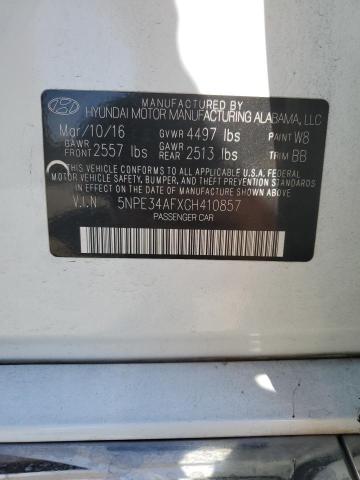 MANUFACTURED BY
HYUNDAI MOTOR MANUFACTURING ALABAMA, LLC
Mar/10/16 GVWR 4497 lbs PAINT W8
GAWR FRONT 2557 lbs GAWR REAR 2513 lbs TRIM BB
THIS VEHICLE CONFORMS TO ALL APPLICABLE U.S.A. FEDERAL
MOTOR VEHICLE SAFETY, BUMPER, AND THEFT PREVENTION STANDARDS
IN EFFECT ON THE DATE OF MANUFACTURE SHOWN ABOVE.
V.I.N 5NPE34AFXGH410857
PASSENGER CAR